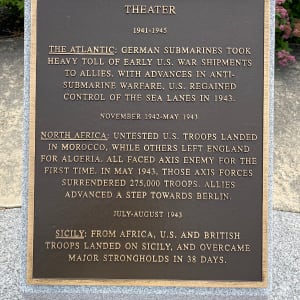 THEATER
1941-1945
THE ATLANTIC: GERMAN SUBMARINES TOOK
HEAVY TOLL OF EARLY U.S. WAR SHIPMENTS
TO ALLIES. WITH ADVANCES IN ANTI-
SUBMARINE WARFARE, U.S. REGAINED
CONTROL OF THE SEA LANES IN 1943.
NOVEMBER 1942-MAY 1943
NORTH AFRICA: UNTESTED U.S. TROOPS LANDED
IN MOROCCO, WHILE OTHERS LEFT ENGLAND
FOR ALGERIA. ALL FACED AXIS ENEMY FOR THE
FIRST TIME. IN MAY 1943, THOSE AXIS FORCES
SURRENDERED 275,000 TROOPS. ALLIES
ADVANCED A STEP TOWARDS BERLIN.
JULY-AUGUST 1943
SICILY: FROM AFRICA, U.S. AND BRITISH
TROOPS LANDED ON SICILY, AND OVERCAME
MAJOR STRONGHOLDS IN 38 DAYS.